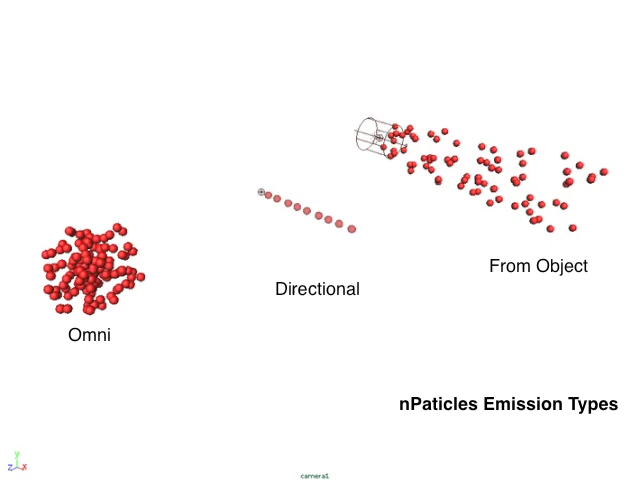 From Object
Directional
Omni
nPaticles Emission Types
y
z x
camera1